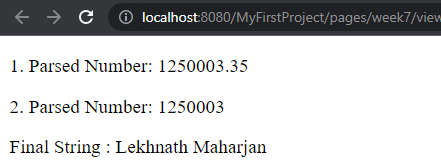 localhost:8080/MyFirstProject/pages/week7/view
1. Parsed Number: 1250003.35
2. Parsed Number: 1250003
Final String : Lekhnath Maharjan